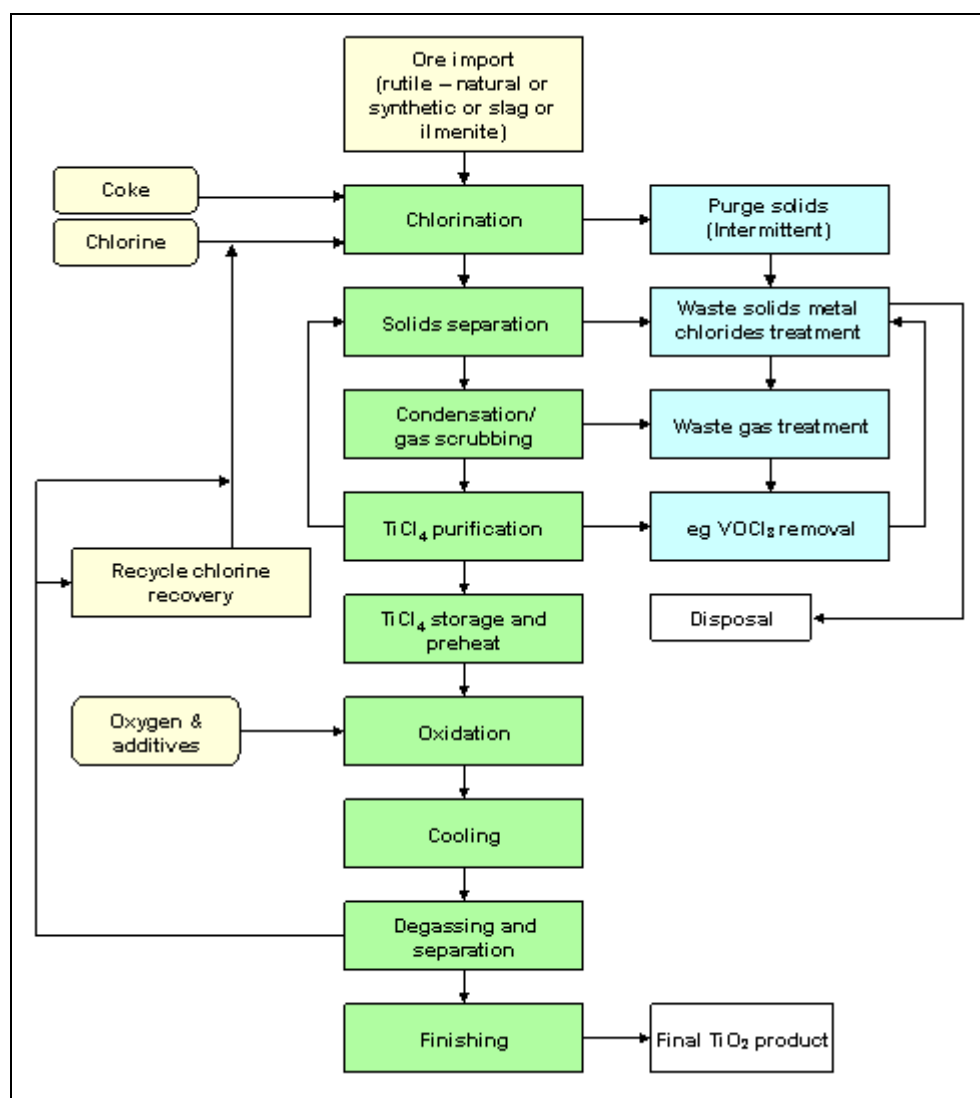 Ore import
(rutile – natural or
synthetic or slag or
ilmenite)
Coke
Chlorine
Chlorination
Purge solids
(Intermittent)
Solids separation
Waste solids metal
chlorides treatment
Condensation/
gas scrubbing
Waste gas treatment
TiCl₄ purification
eg VOCl₃ removal
Recycle chlorine
recovery
TiCl₄ storage and
preheat
Disposal
Oxygen &
additives
Oxidation
Cooling
Degassing and
separation
Finishing
Final TiO₂ product